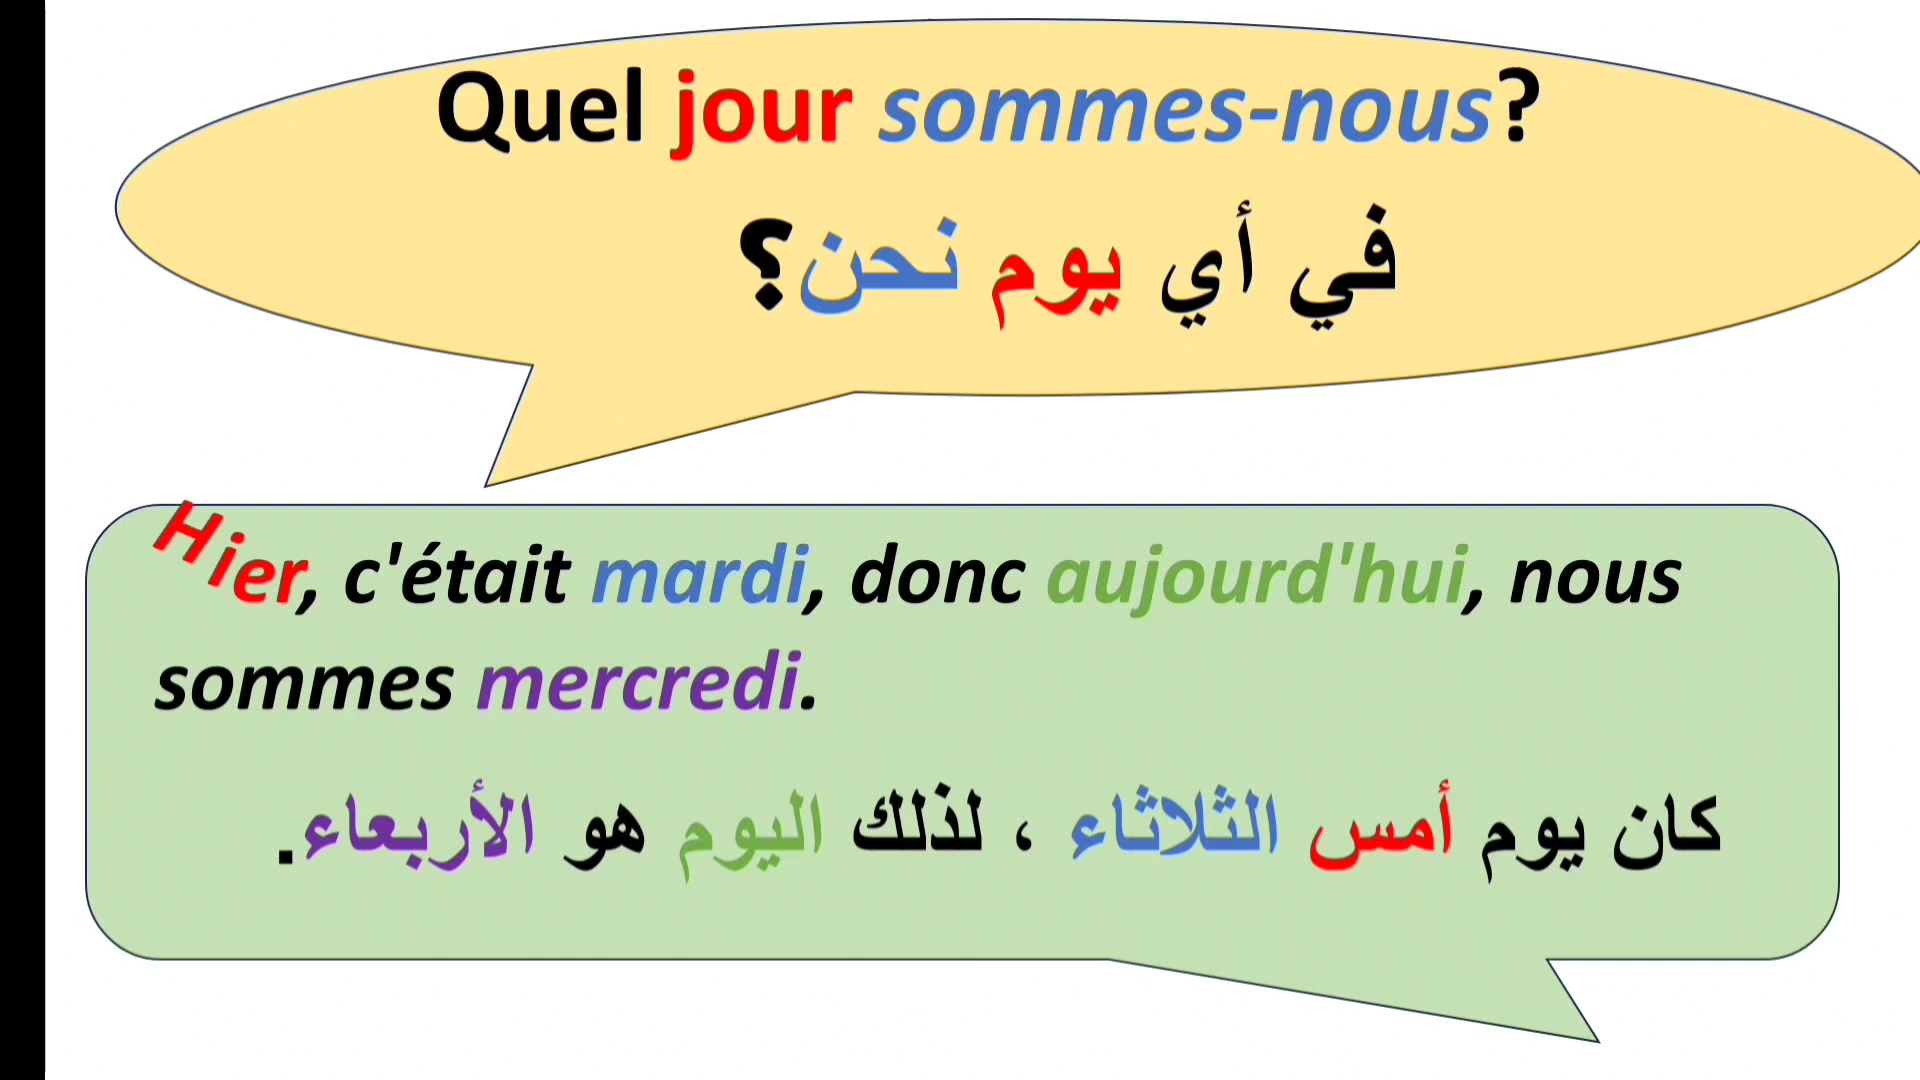 Quel jour sommes-nous?
في أي يوم نحن؟
Hier, c'était mardi, donc aujourd'hui, nous
sommes mercredi.
كان يوم أمس الثلاثاء ، لذلك اليوم هو الأربعاء.